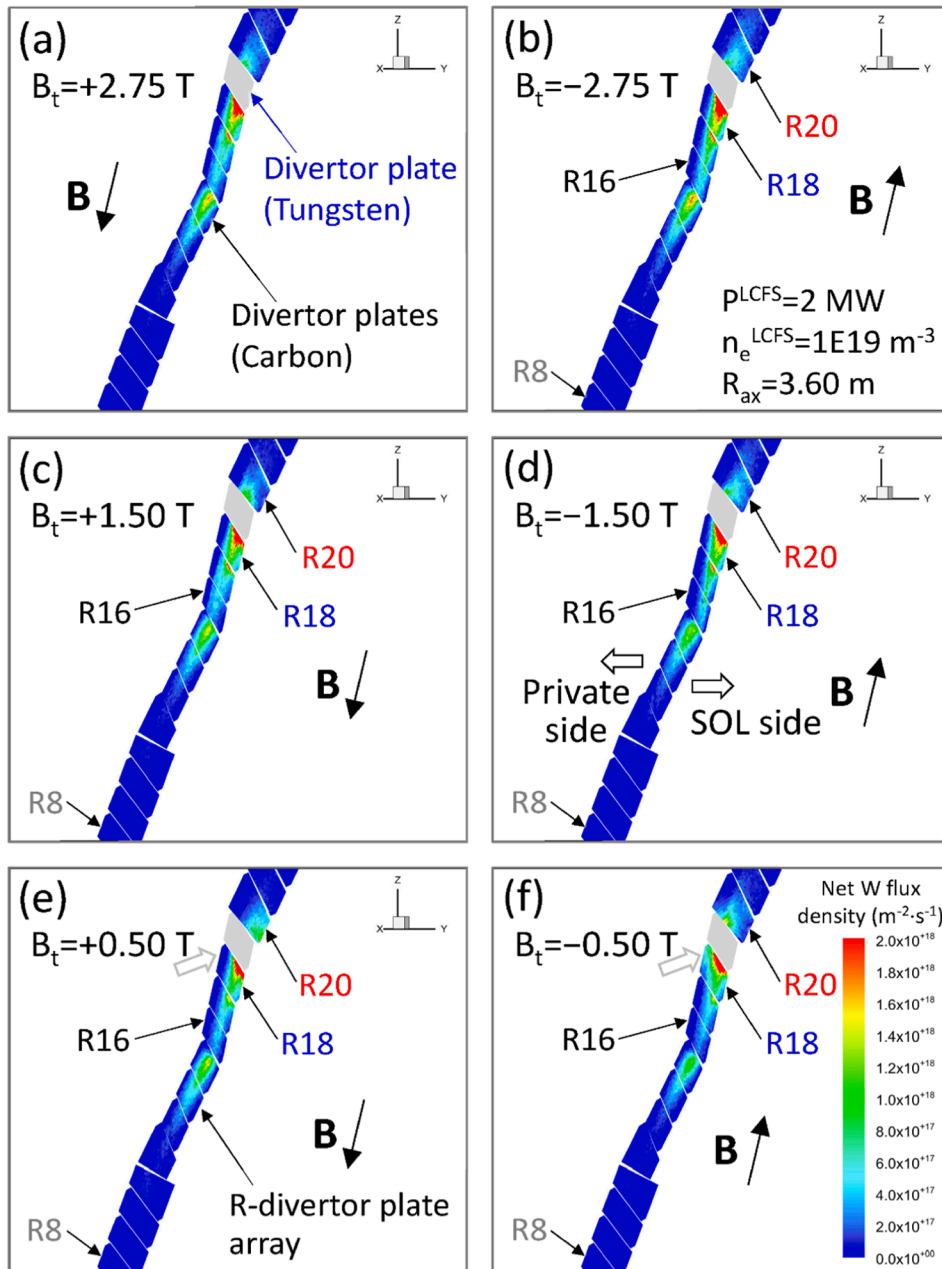 (a)
Z
X
Y
Bt=+2.75 T
B
Divertor plate
(Tungsten)
Divertor plates
(Carbon)
(b)
Z
X
Y
Bt=−2.75 T
R20
R16
R18
B
P^LCFS=2 MW
ne^LCFS=1E19 m⁻³
Rax=3.60 m
R8
(c)
Z
X
Y
Bt=+1.50 T
R20
R16
R18
B
R8
(d)
Z
X
Y
Bt=−1.50 T
R20
R16
R18
Private
side
SOL side
B
R8
(e)
Z
X
Y
Bt=+0.50 T
R20
R16
R18
B
R-divertor plate
array
R8
(f)
Bt=−0.50 T
R20
R16
R18
B
R8
Net W flux
density (m⁻²·s⁻¹)
2.0x10⁺¹⁸
1.8x10⁺¹⁸
1.6x10⁺¹⁸
1.4x10⁺¹⁸
1.2x10⁺¹⁸
1.0x10⁺¹⁸
8.0x10⁺¹⁷
6.0x10⁺¹⁷
4.0x10⁺¹⁷
2.0x10⁺¹⁷
0.0x10⁺⁰⁰